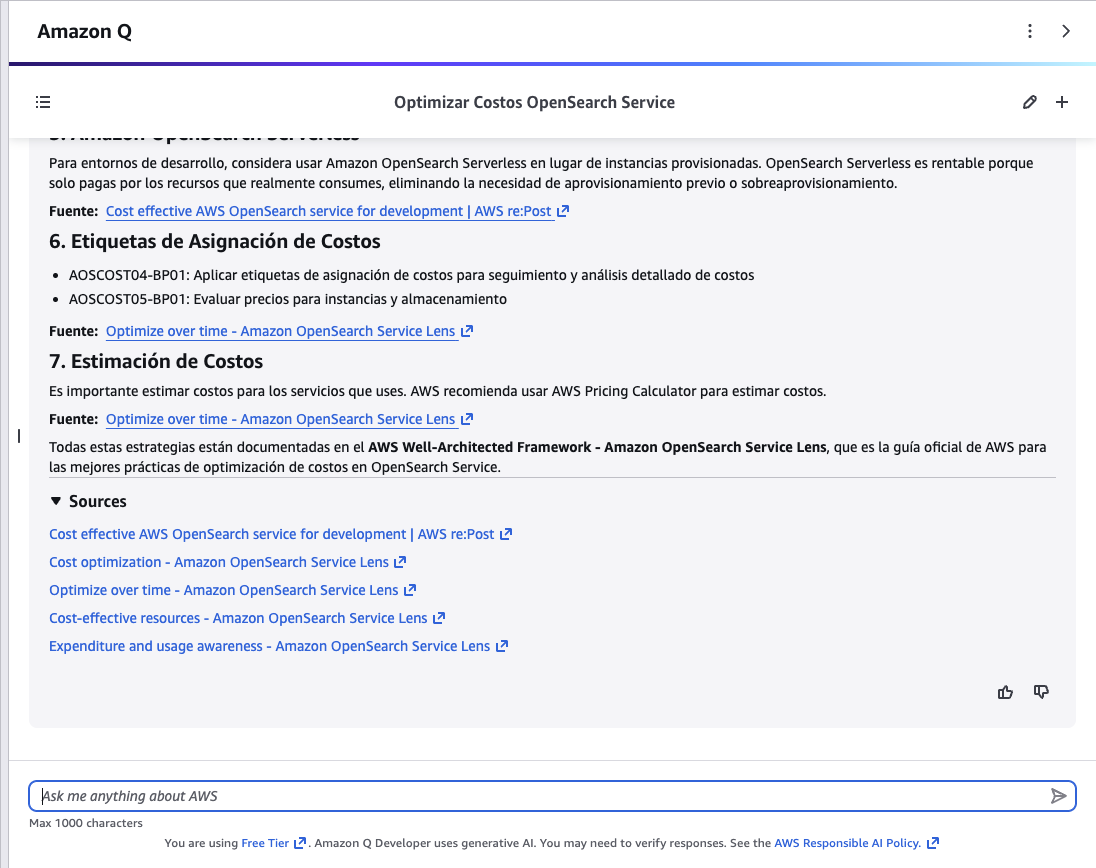 Amazon Q
Optimizar Costos OpenSearch Service
5. Amazon OpenSearch Serverless
Para entornos de desarrollo, considera usar Amazon OpenSearch Serverless en lugar de instancias provisionadas. OpenSearch Serverless es rentable porque
solo pagas por los recursos que realmente consumes, eliminando la necesidad de aprovisionamiento previo o sobreaprovisionamiento.
Fuente: Cost effective AWS OpenSearch service for development | AWS re:Post
6. Etiquetas de Asignación de Costos
• AOSCOST04-BP01: Aplicar etiquetas de asignación de costos para seguimiento y análisis detallado de costos
• AOSCOST05-BP01: Evaluar precios para instancias y almacenamiento
Fuente: Optimize over time - Amazon OpenSearch Service Lens
7. Estimación de Costos
Es importante estimar costos para los servicios que uses. AWS recomienda usar AWS Pricing Calculator para estimar costos.
Fuente: Optimize over time - Amazon OpenSearch Service Lens
Todas estas estrategias están documentadas en el AWS Well-Architected Framework - Amazon OpenSearch Service Lens, que es la guía oficial de AWS para
las mejores prácticas de optimización de costos en OpenSearch Service.
Sources
Cost effective AWS OpenSearch service for development | AWS re:Post
Cost optimization - Amazon OpenSearch Service Lens
Optimize over time - Amazon OpenSearch Service Lens
Cost-effective resources - Amazon OpenSearch Service Lens
Expenditure and usage awareness - Amazon OpenSearch Service Lens
Ask me anything about AWS
Max 1000 characters
You are using Free Tier. Amazon Q Developer uses generative AI. You may need to verify responses. See the AWS Responsible AI Policy.